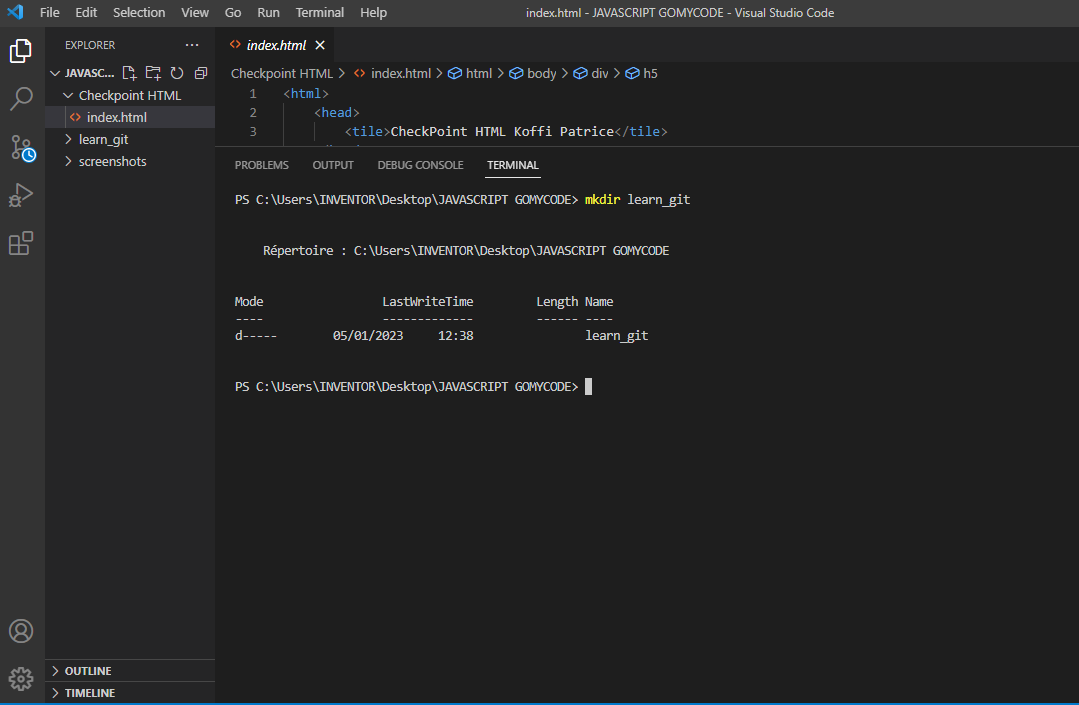 File Edit Selection View Go Run Terminal Help index.html - JAVASCRIPT GOMYCODE - Visual Studio Code
EXPLORER ...
JAVASC...
Checkpoint HTML
<> index.html
learn_git
screenshots
OUTLINE
TIMELINE
<> index.html
Checkpoint HTML > <> index.html > html > body > div > h5
1 <html>
2 <head>
3 <tile>CheckPoint HTML Koffi Patrice</tile>
PROBLEMS OUTPUT DEBUG CONSOLE TERMINAL
PS C:\Users\INVENTOR\Desktop\JAVASCRIPT GOMYCODE> mkdir learn_git
Répertoire : C:\Users\INVENTOR\Desktop\JAVASCRIPT GOMYCODE
Mode LastWriteTime Length Name
---- ------------- ------ ----
d----- 05/01/2023 12:38 learn_git
PS C:\Users\INVENTOR\Desktop\JAVASCRIPT GOMYCODE>